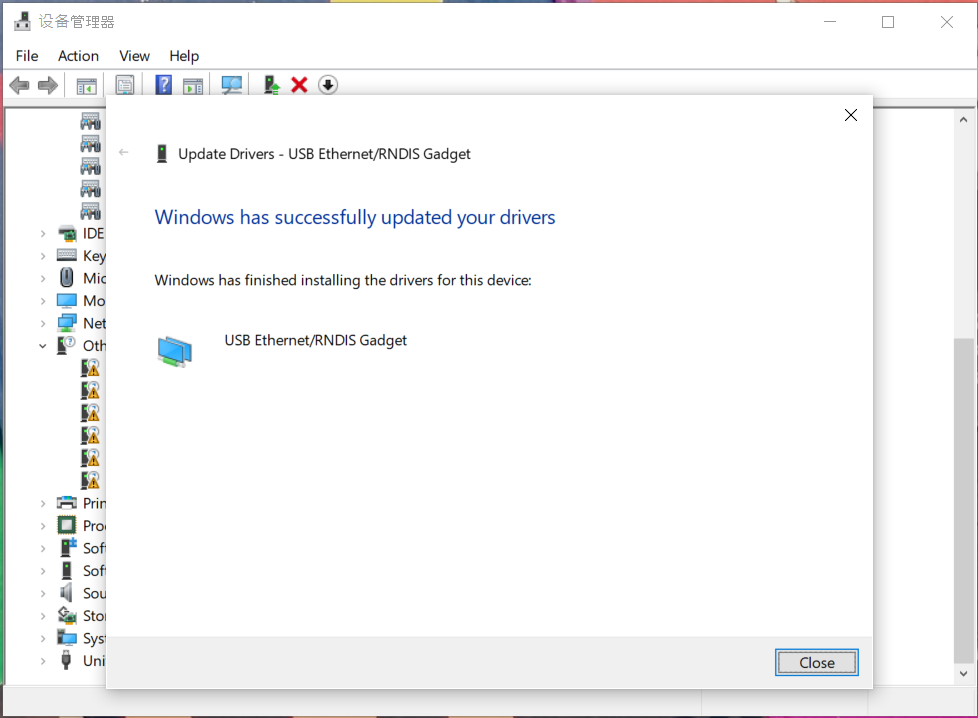 设备管理器
File Action View Help
Update Drivers - USB Ethernet/RNDIS Gadget
Windows has successfully updated your drivers
Windows has finished installing the drivers for this device:
USB Ethernet/RNDIS Gadget
IDE
Key
Mic
Mo
Net
Oth
Prin
Pro
Soft
Soft
Sou
Stor
Syst
Uni
Close